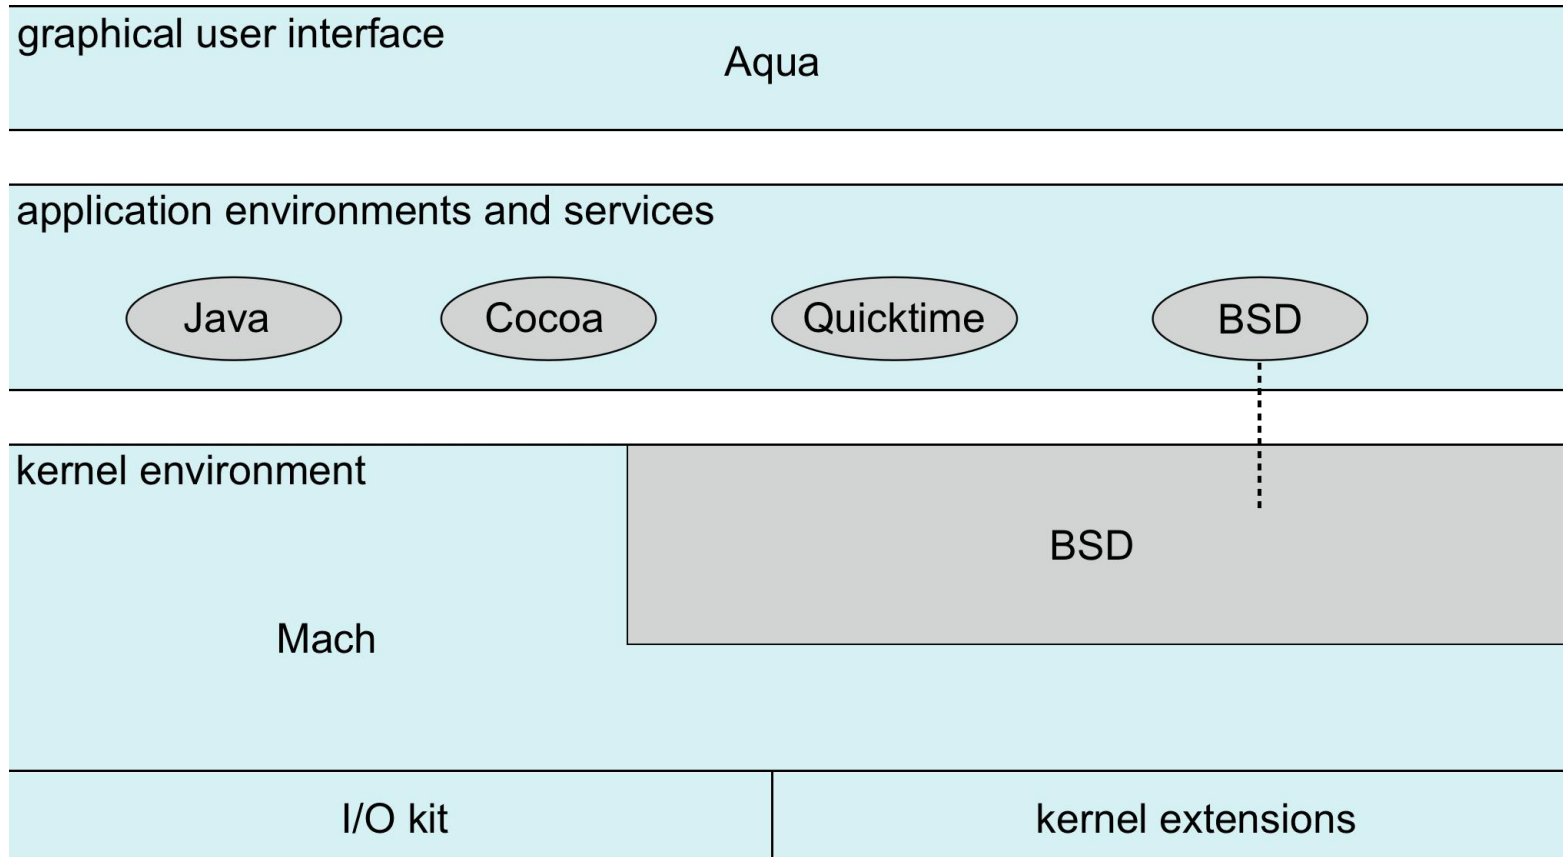 graphical user interface
Aqua
application environments and services
Java
Cocoa
Quicktime
BSD
kernel environment
BSD
Mach
I/O kit
kernel extensions